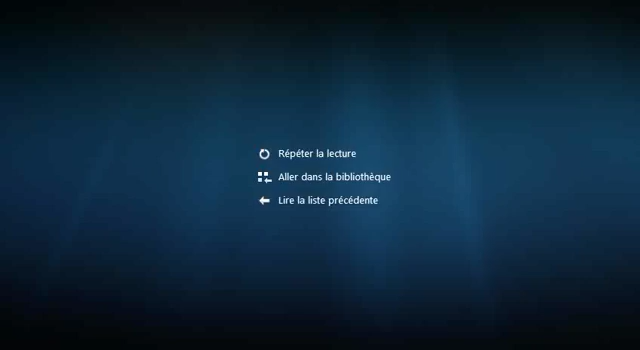 Répéter la lecture
Aller dans la bibliothèque
Lire la liste précédente